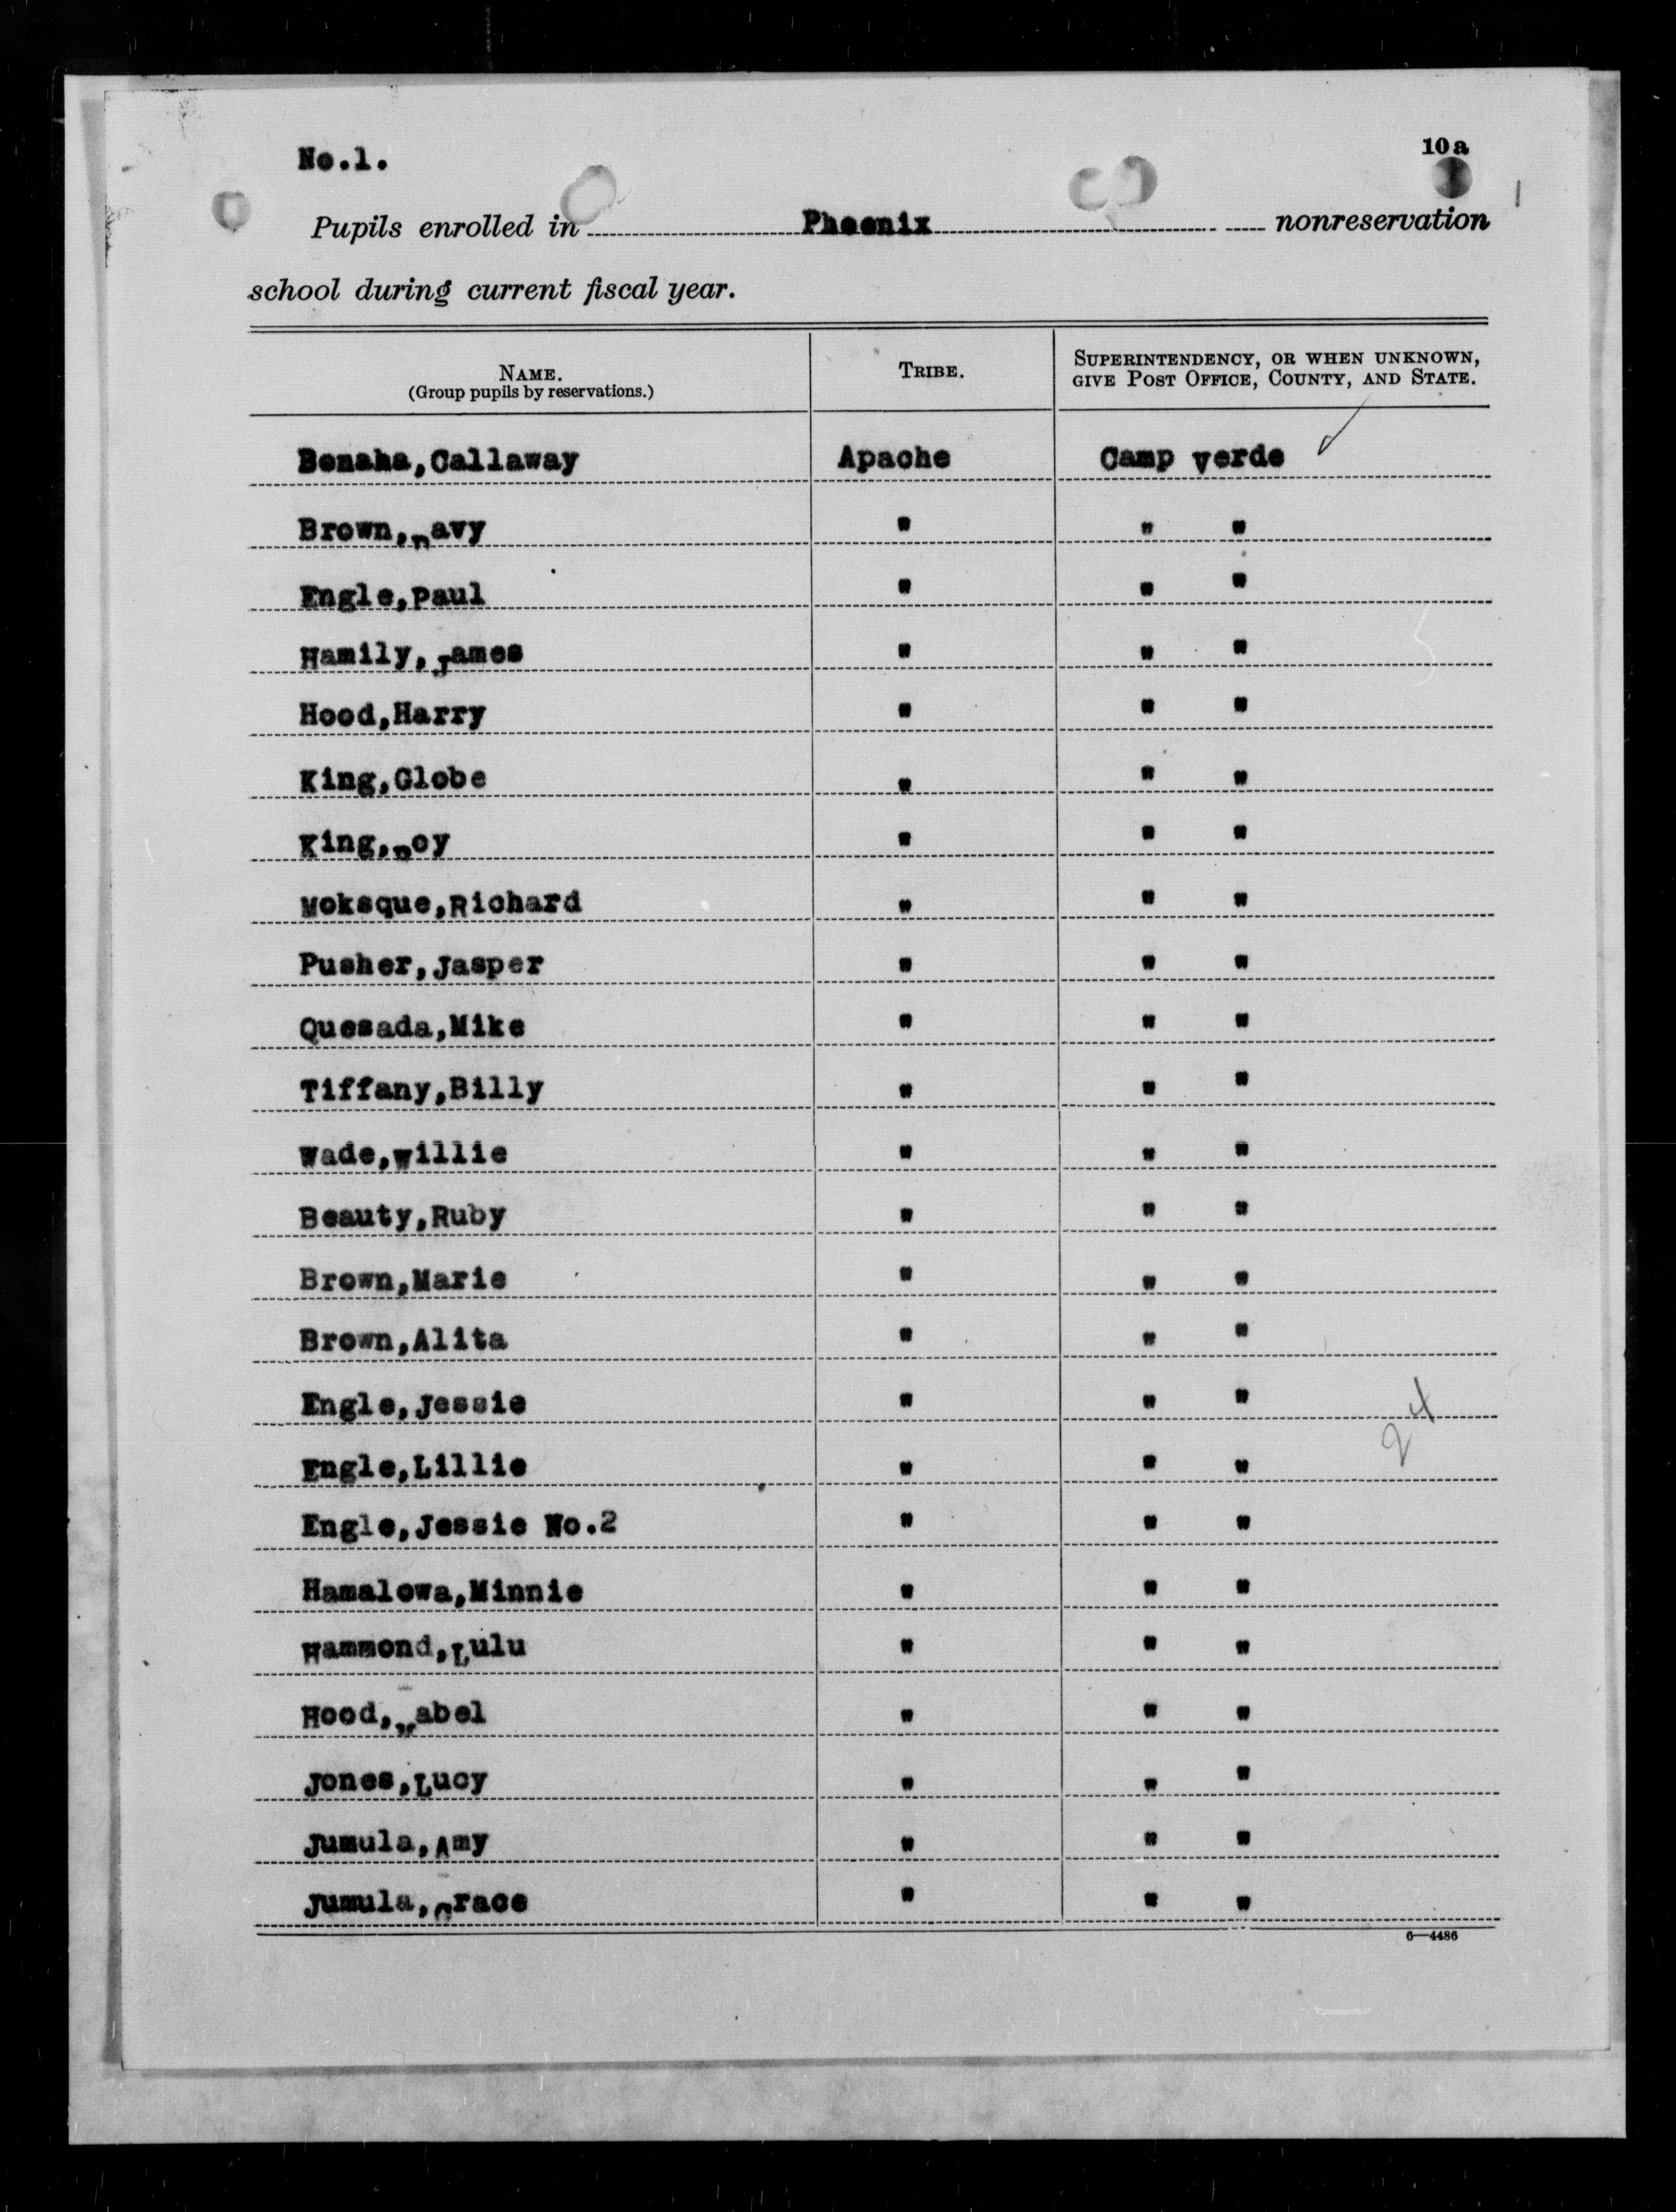 No.1.
10a
Pupils enrolled in Phoenix nonreservation
school during current fiscal year.
NAME.
(Group pupils by reservations.)
TRIBE.
SUPERINTENDENCY, OR WHEN UNKNOWN,
GIVE POST OFFICE, COUNTY, AND STATE.
Benaha,Callaway Apache Camp verde
Brown,Davy " " "
Engle,Paul " " "
Hamily,James " " "
Hood,Harry " " "
King,Globe " " "
King,Roy " " "
Moksque,Richard " " "
Pusher,Jasper " " "
Quesada,Mike " " "
Tiffany,Billy " " "
Wade,Willie " " "
Beauty,Ruby " " "
Brown,Marie " " "
Brown,Alita " " "
Engle,Jessie " " "
24
Engle,Lillie " " "
Engle,Jessie No.2 " " "
Hamalowa,Minnie " " "
Hammond,Lulu " " "
Hood,Mabel " " "
Jones,Lucy " " "
Jumula,Amy " " "
Jumula,Grace " " "
6—4486